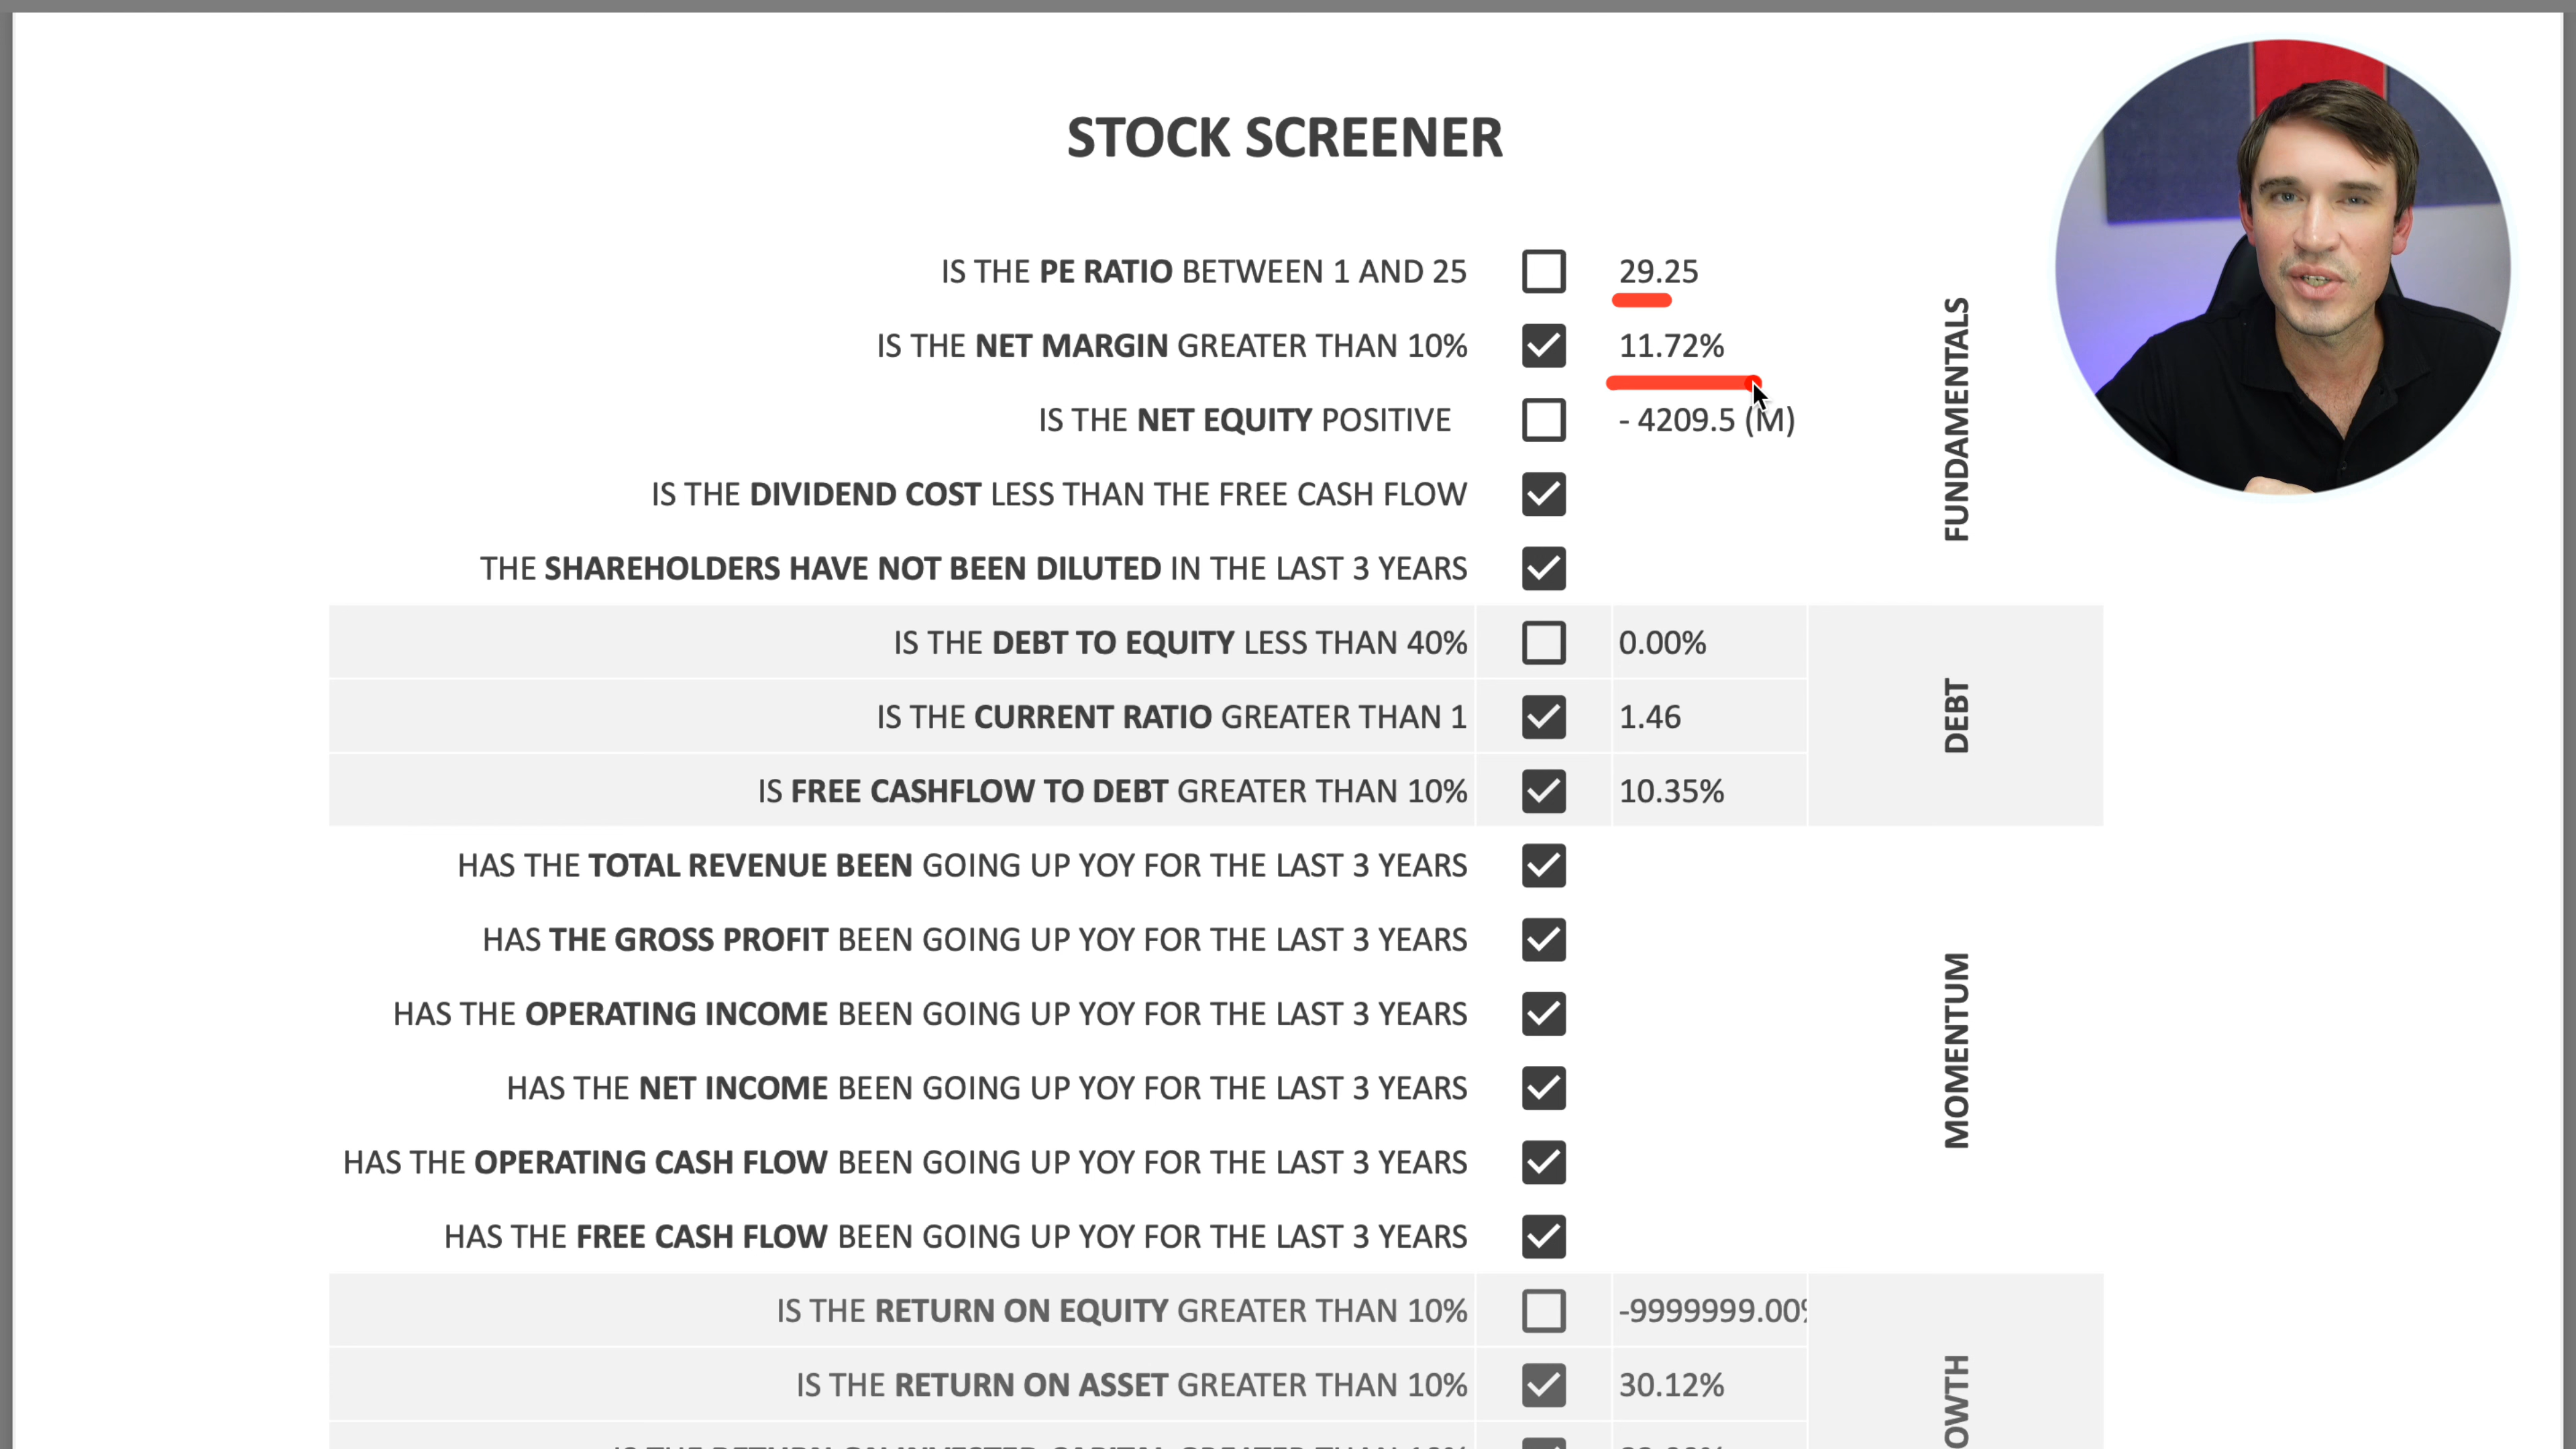 STOCK SCREENER
IS THE PE RATIO BETWEEN 1 AND 25 29.25
IS THE NET MARGIN GREATER THAN 10% 11.72%
IS THE NET EQUITY POSITIVE - 4209.5 (M)
IS THE DIVIDEND COST LESS THAN THE FREE CASH FLOW
THE SHAREHOLDERS HAVE NOT BEEN DILUTED IN THE LAST 3 YEARS
FUNDAMENTALS
IS THE DEBT TO EQUITY LESS THAN 40% 0.00%
IS THE CURRENT RATIO GREATER THAN 1 1.46
IS FREE CASHFLOW TO DEBT GREATER THAN 10% 10.35%
DEBT
HAS THE TOTAL REVENUE BEEN GOING UP YOY FOR THE LAST 3 YEARS
HAS THE GROSS PROFIT BEEN GOING UP YOY FOR THE LAST 3 YEARS
HAS THE OPERATING INCOME BEEN GOING UP YOY FOR THE LAST 3 YEARS
HAS THE NET INCOME BEEN GOING UP YOY FOR THE LAST 3 YEARS
HAS THE OPERATING CASH FLOW BEEN GOING UP YOY FOR THE LAST 3 YEARS
HAS THE FREE CASH FLOW BEEN GOING UP YOY FOR THE LAST 3 YEARS
MOMENTUM
IS THE RETURN ON EQUITY GREATER THAN 10% -9999999.00
IS THE RETURN ON ASSET GREATER THAN 10% 30.12%
OWTH